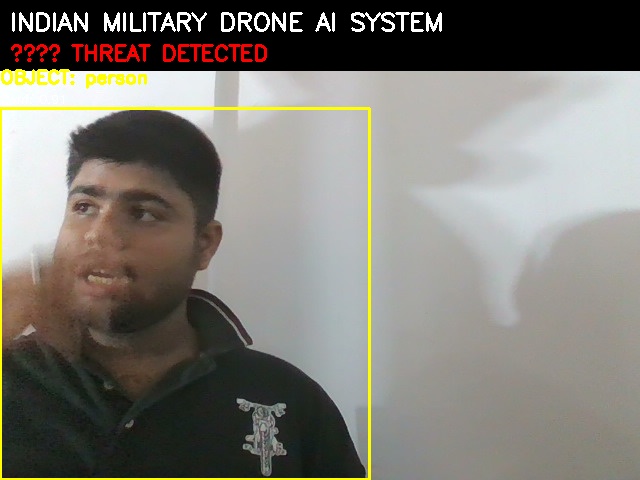 INDIAN MILITARY DRONE AI SYSTEM
???? THREAT DETECTED
OBJECT: person